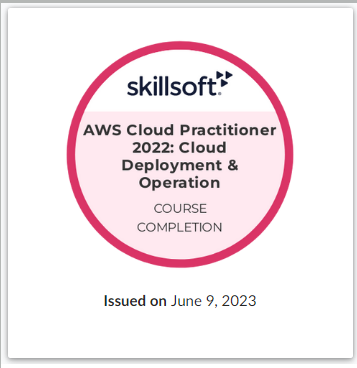 skillsoft
AWS Cloud Practitioner
2022: Cloud
Deployment &
Operation
COURSE
COMPLETION
Issued on June 9, 2023